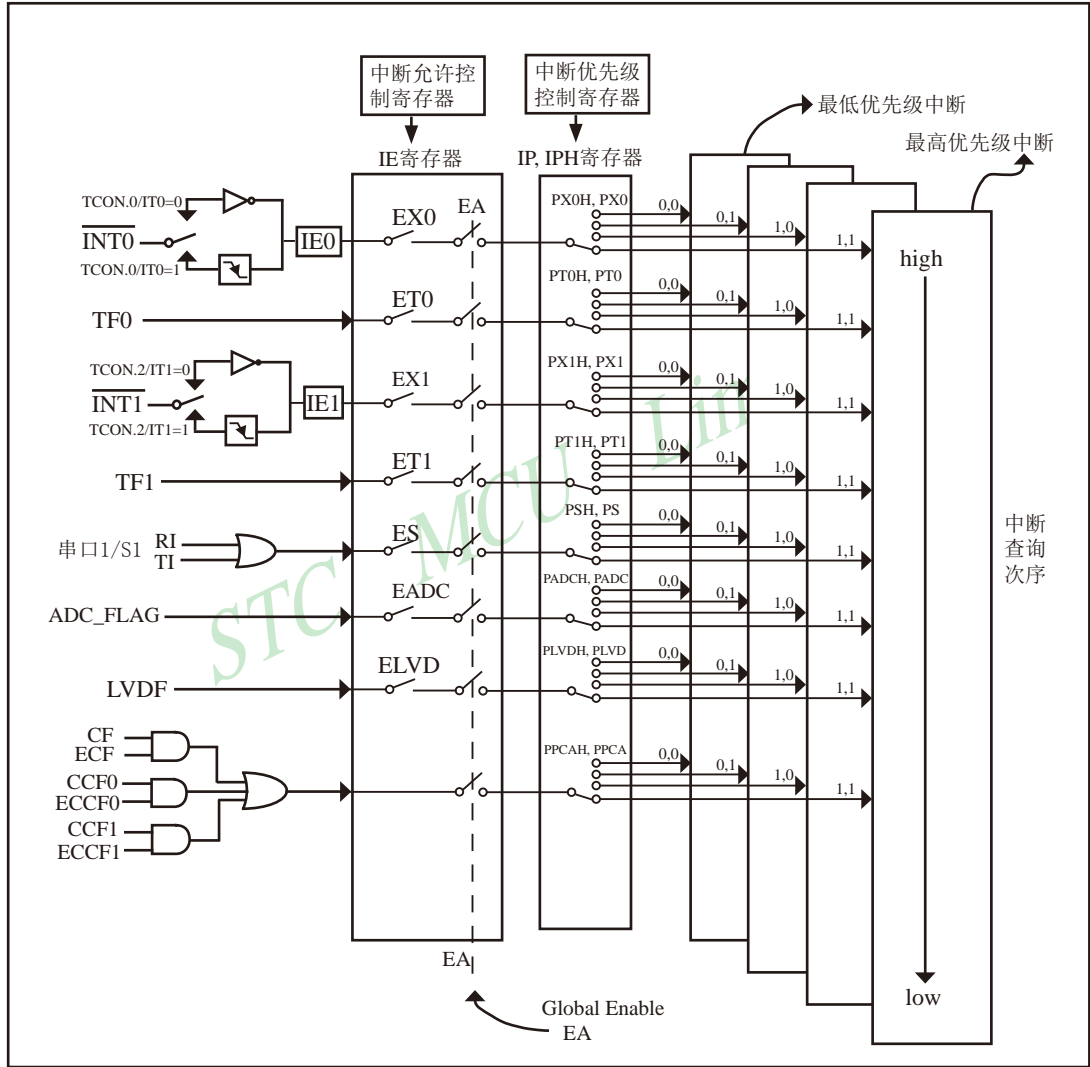 中断允许控
制寄存器
中断优先级
控制寄存器
最低优先级中断
最高优先级中断
IE寄存器
IP, IPH寄存器
TCON.0/IT0=0
INT0
TCON.0/IT0=1
IE0
EX0
EA
PX0H, PX0
0,0
0,1
1,0
1,1
high
TF0
ET0
PT0H, PT0
0,0
0,1
1,0
1,1
TCON.2/IT1=0
INT1
TCON.2/IT1=1
IE1
EX1
PX1H, PX1
0,0
0,1
1,0
1,1
TF1
ET1
PT1H, PT1
0,0
0,1
1,0
1,1
串口1/S1
RI
TI
ES
PSH, PS
0,0
0,1
1,0
1,1
中断
查询
次序
ADC_FLAG
EADC
PADCH, PADC
0,0
0,1
1,0
1,1
LVDF
ELVD
PLVDH, PLVD
0,0
0,1
1,0
1,1
CF
ECF
CCF0
ECCF0
CCF1
ECCF1
PPCAH, PPCA
0,0
0,1
1,0
1,1
low
EA
Global Enable
EA
STC MCU Lin